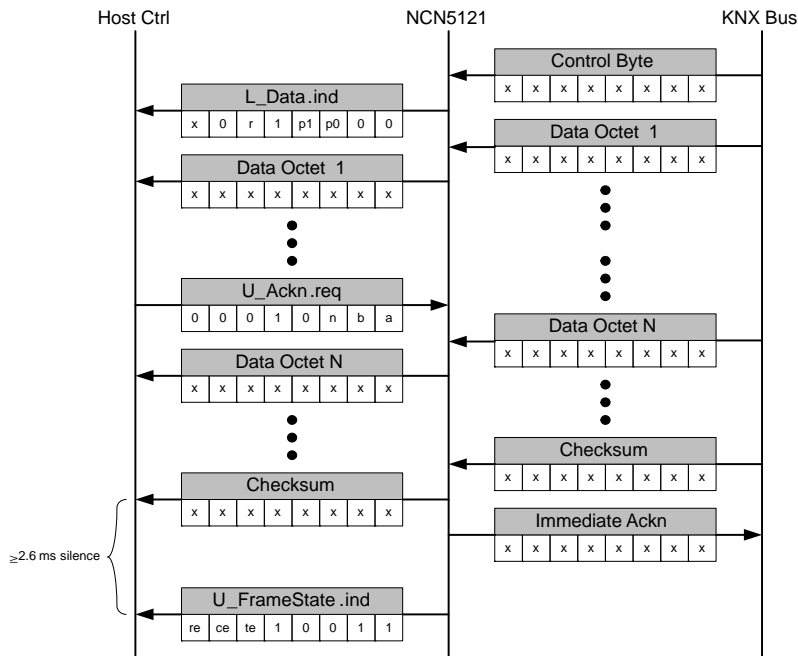 Host Ctrl NCN5121 KNX Bus
Control Byte
x x x x x x x x
L_Data.ind
x 0 r 1 p1 p0 0 0
Data Octet 1
x x x x x x x x
Data Octet 1
x x x x x x x x
U_Ackn.req
0 0 0 1 0 n b a
Data Octet N
x x x x x x x x
Data Octet N
x x x x x x x x
Checksum
x x x x x x x x
Checksum
x x x x x x x x
Immediate Ackn
x x x x x x x x
≥2.6 ms silence
U_FrameState.ind
re ce te 1 0 0 1 1